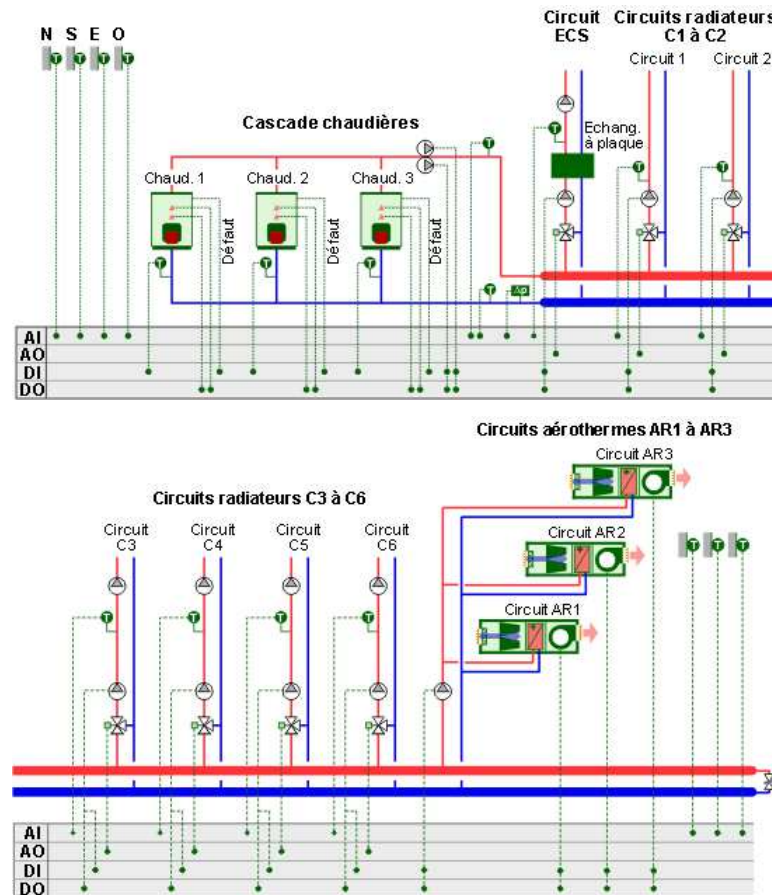 Circuit ECS
Circuits radiateurs C1 à C2
N S E O
Circuit 1
Circuit 2
Cascade chaudières
Echang. à plaque
Chaud. 1
Chaud. 2
Chaud. 3
Défaut
Défaut
Défaut
T
T
T
T
T
T
T
T
T
T
T
T
Δp
AI
AO
DI
DO
Circuits aérothermes AR1 à AR3
Circuit AR3
Circuits radiateurs C3 à C6
Circuit C3
Circuit C4
Circuit C5
Circuit C6
Circuit AR2
Circuit AR1
T
T
T
T
T
T
T
AI
AO
DI
DO